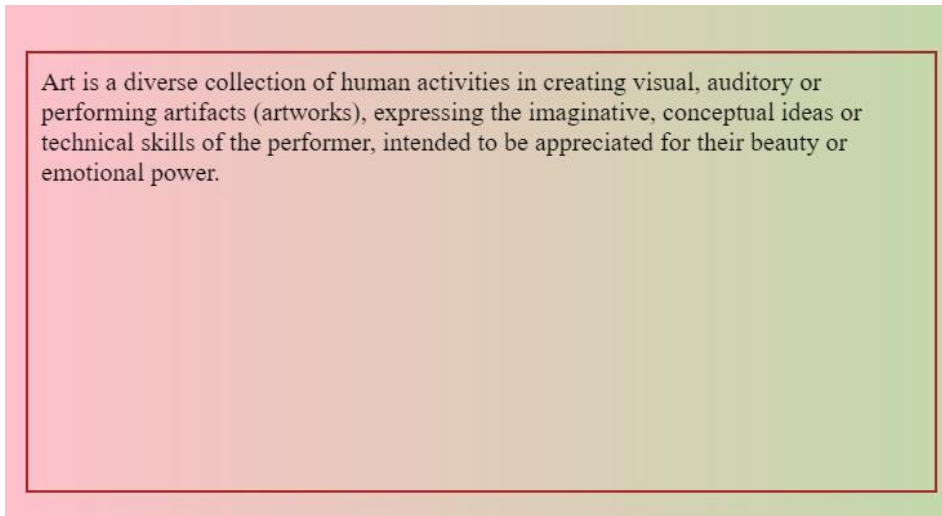 Art is a diverse collection of human activities in creating visual, auditory or
performing artifacts (artworks), expressing the imaginative, conceptual ideas or
technical skills of the performer, intended to be appreciated for their beauty or
emotional power.